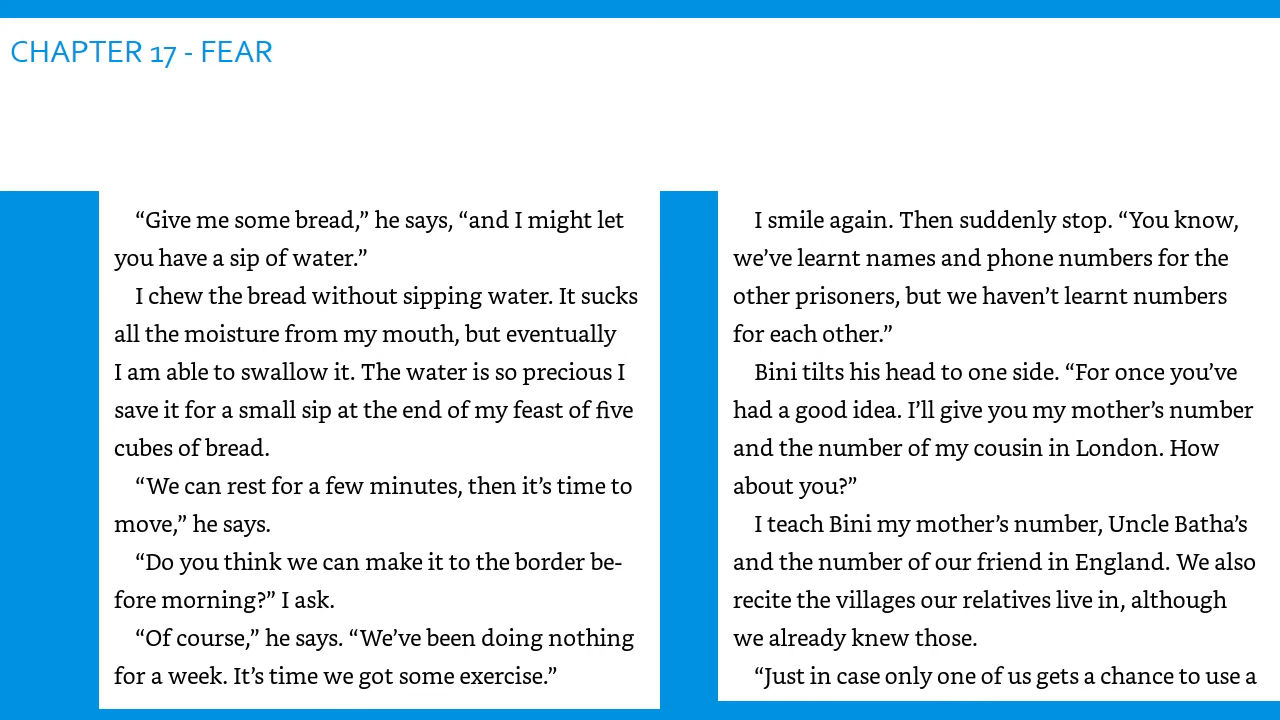 CHAPTER 17 - FEAR
“Give me some bread,” he says, “and I might let
you have a sip of water.”
I chew the bread without sipping water. It sucks
all the moisture from my mouth, but eventually
I am able to swallow it. The water is so precious I
save it for a small sip at the end of my feast of five
cubes of bread.
“We can rest for a few minutes, then it’s time to
move,” he says.
“Do you think we can make it to the border be-
fore morning?” I ask.
“Of course,” he says. “We’ve been doing nothing
for a week. It’s time we got some exercise.”
I smile again. Then suddenly stop. “You know,
we’ve learnt names and phone numbers for the
other prisoners, but we haven’t learnt numbers
for each other.”
Bini tilts his head to one side. “For once you’ve
had a good idea. I’ll give you my mother’s number
and the number of my cousin in London. How
about you?”
I teach Bini my mother’s number, Uncle Batha’s
and the number of our friend in England. We also
recite the villages our relatives live in, although
we already knew those.
“Just in case only one of us gets a chance to use a